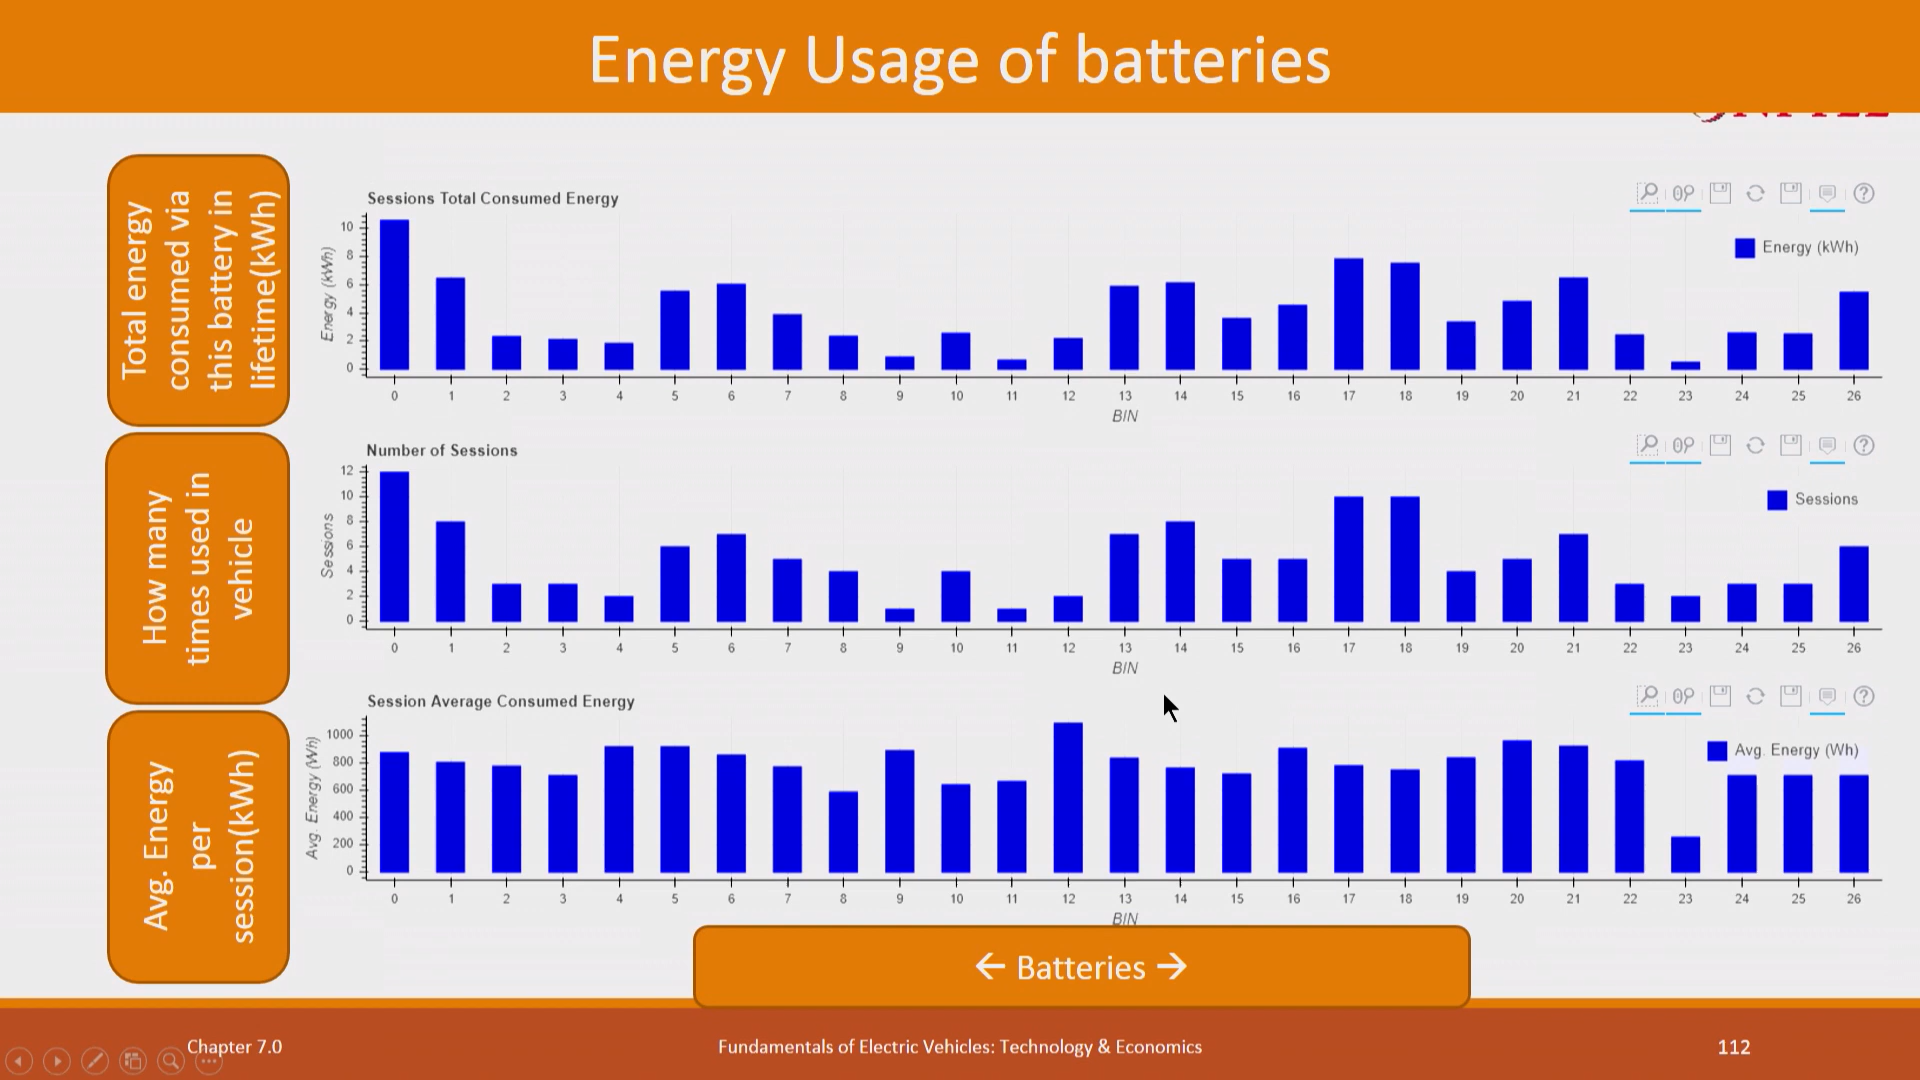 Energy Usage of batteries
Total energy
consumed via
this battery in
lifetime(kWh)
Sessions Total Consumed Energy
Energy (kWh)
10
8
6
4
2
0
Energy (kWh)
0 1 2 3 4 5 6 7 8 9 10 11 12 13 14 15 16 17 18 19 20 21 22 23 24 25 26
BIN
How many
times used in
vehicle
Number of Sessions
Sessions
12
10
8
6
4
2
0
Sessions
0 1 2 3 4 5 6 7 8 9 10 11 12 13 14 15 16 17 18 19 20 21 22 23 24 25 26
BIN
Avg. Energy
per
session(kWh)
Session Average Consumed Energy
Avg. Energy (Wh)
1000
800
600
400
200
0
Avg. Energy (Wh)
0 1 2 3 4 5 6 7 8 9 10 11 12 13 14 15 16 17 18 19 20 21 22 23 24 25 26
BIN
← Batteries →
Chapter 7.0
Fundamentals of Electric Vehicles: Technology & Economics
112